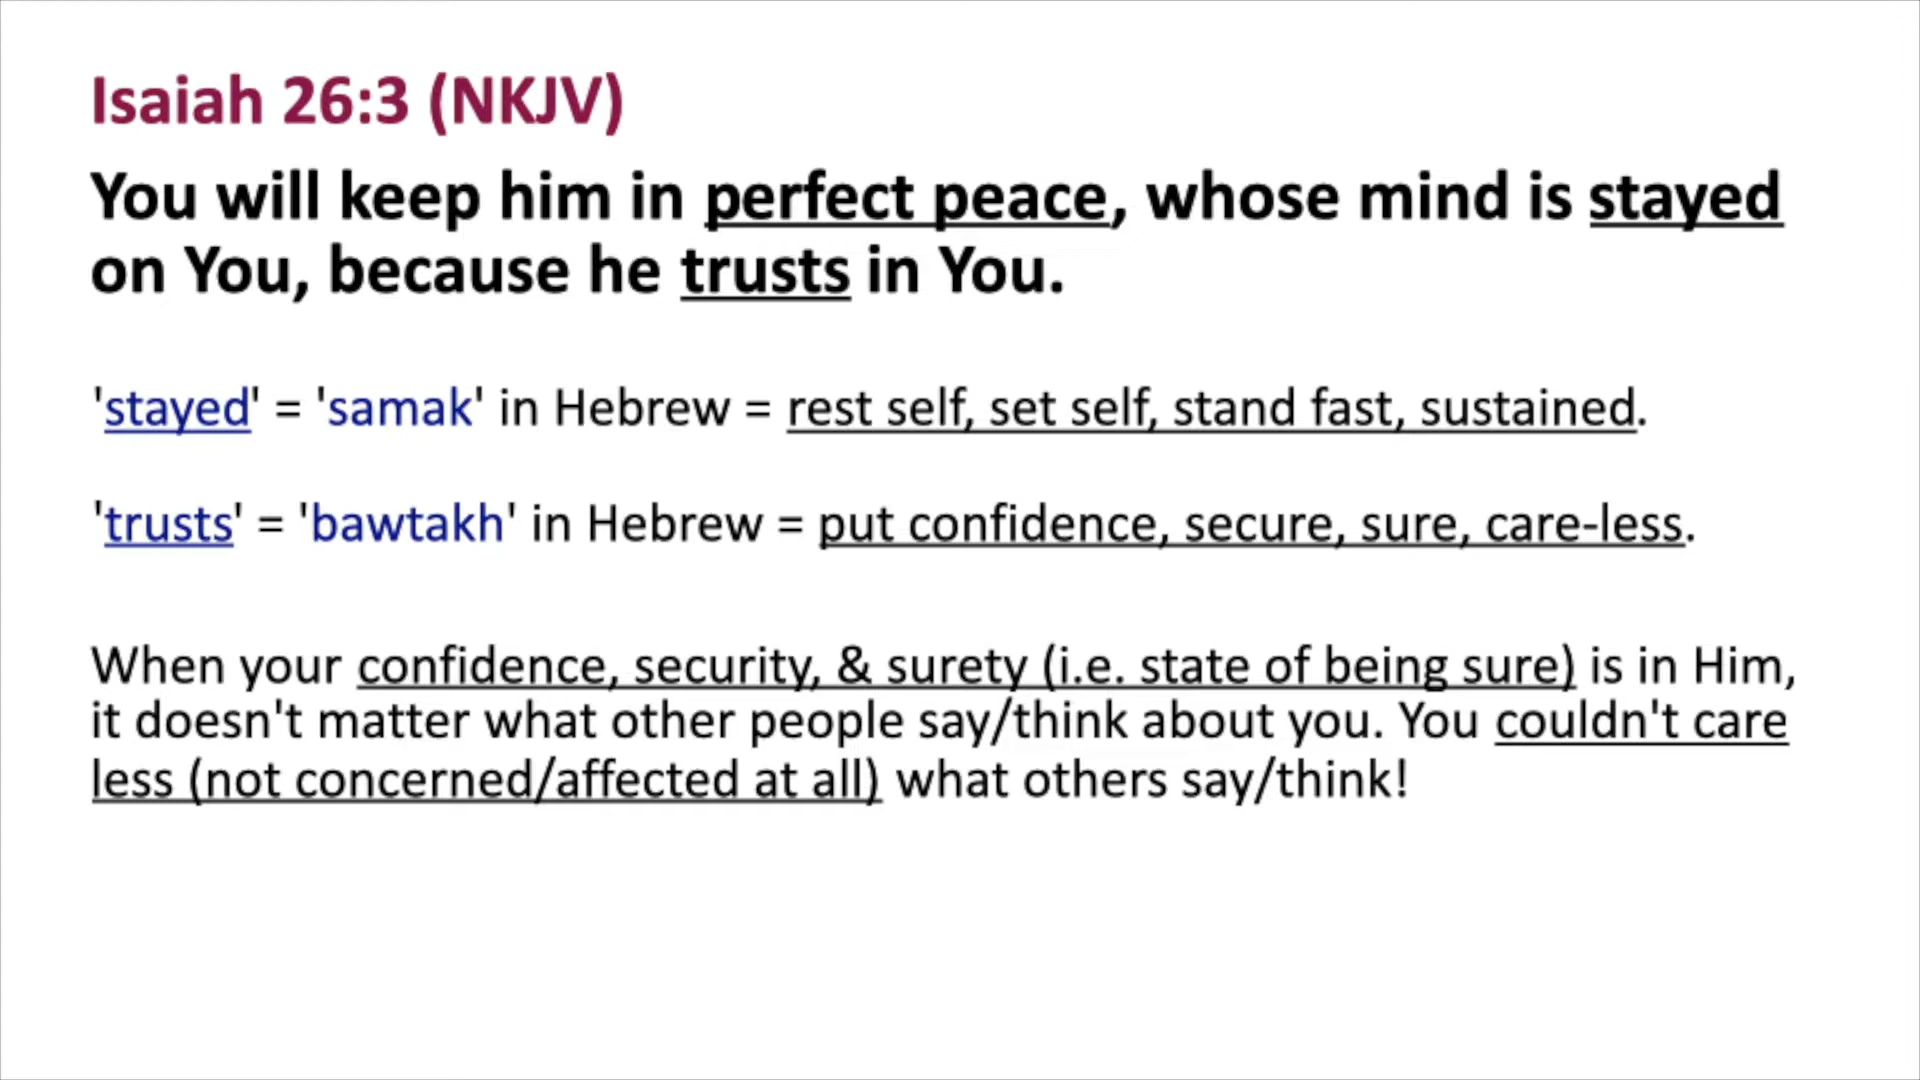 Isaiah 26:3 (NKJV)
You will keep him in perfect peace, whose mind is stayed
on You, because he trusts in You.
'stayed' = 'samak' in Hebrew = rest self, set self, stand fast, sustained.
'trusts' = 'bawtakh' in Hebrew = put confidence, secure, sure, care-less.
When your confidence, security, & surety (i.e. state of being sure) is in Him,
it doesn't matter what other people say/think about you. You couldn't care
less (not concerned/affected at all) what others say/think!